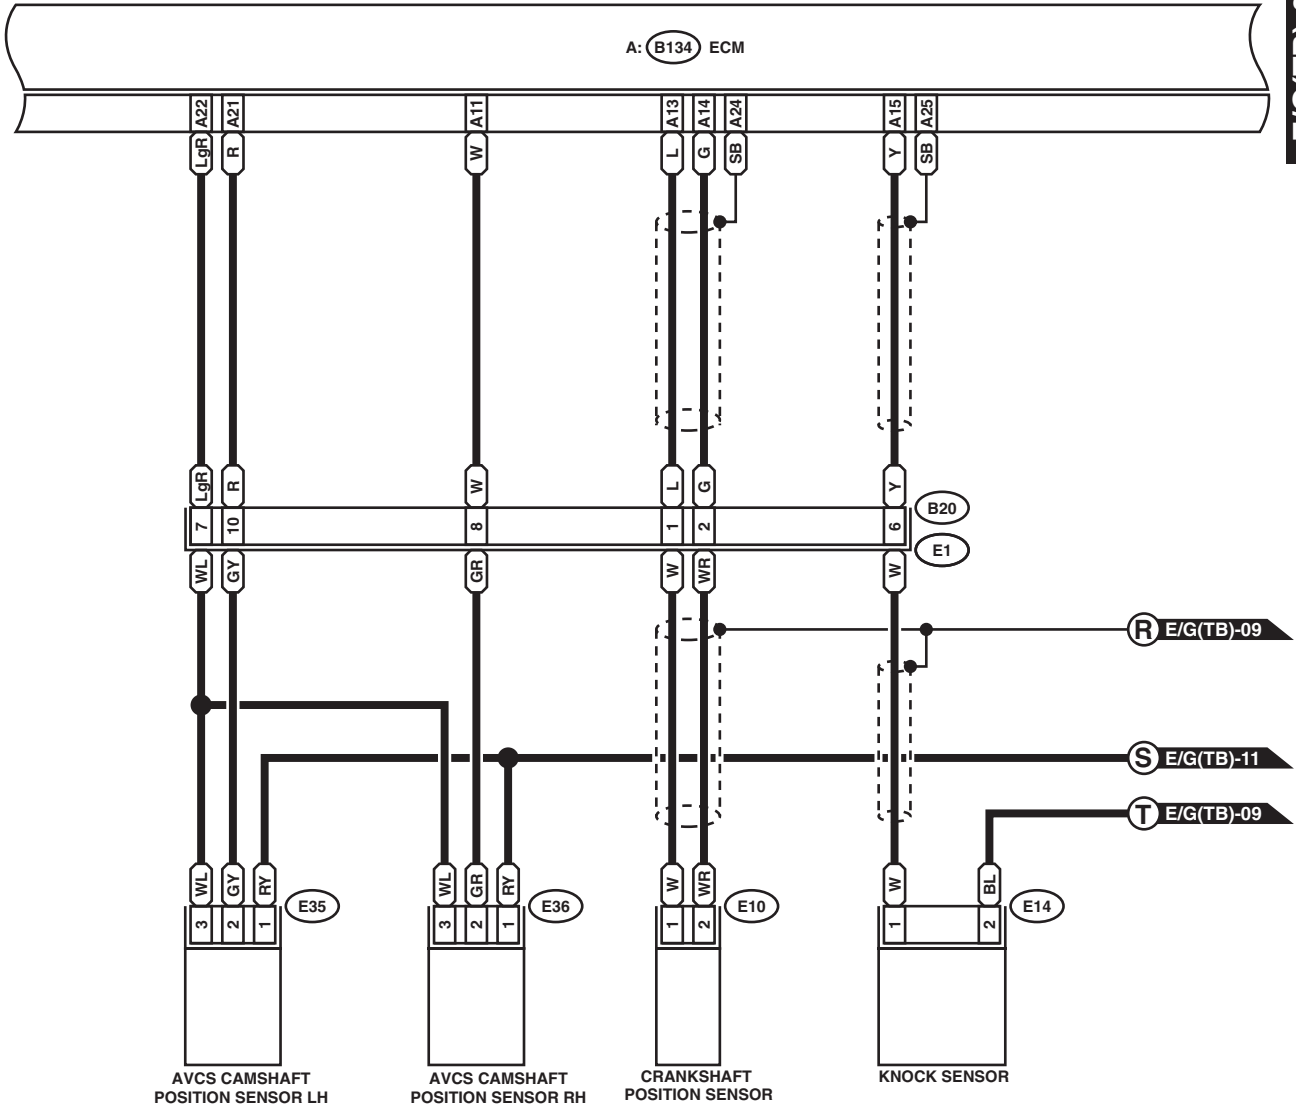 A: B134 ECM
A22 A21 A11 A13 A14 A24 A15 A25
LgR R W L G SB Y SB
LgR R W L G Y
7 10 8 1 2 6 B20
E1
WL GY GR W WR W
R E/G(TB)-09
S E/G(TB)-11
T E/G(TB)-09
WL GY RY WL GR RY W WR W BL
E35 E36 E10 E14
3 2 1 3 2 1 1 2 1 2
AVCS CAMSHAFT
POSITION SENSOR LH
AVCS CAMSHAFT
POSITION SENSOR RH
CRANKSHAFT
POSITION SENSOR
KNOCK SENSOR